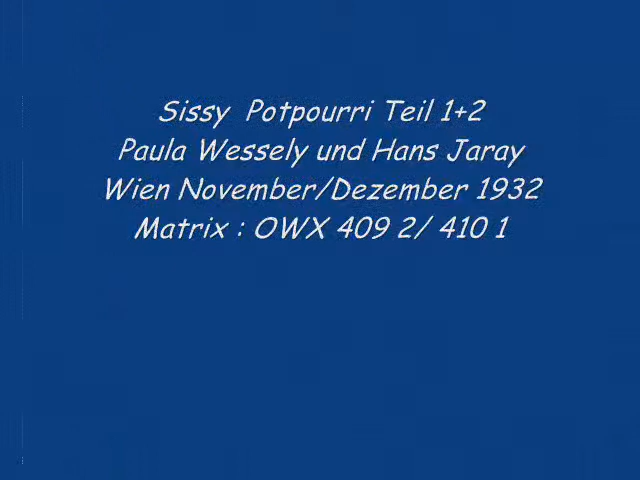 Sissy Potpourri Teil 1+2
Paula Wessely und Hans Jaray
Wien November/Dezember 1932
Matrix : OWX 409 2/ 410 1